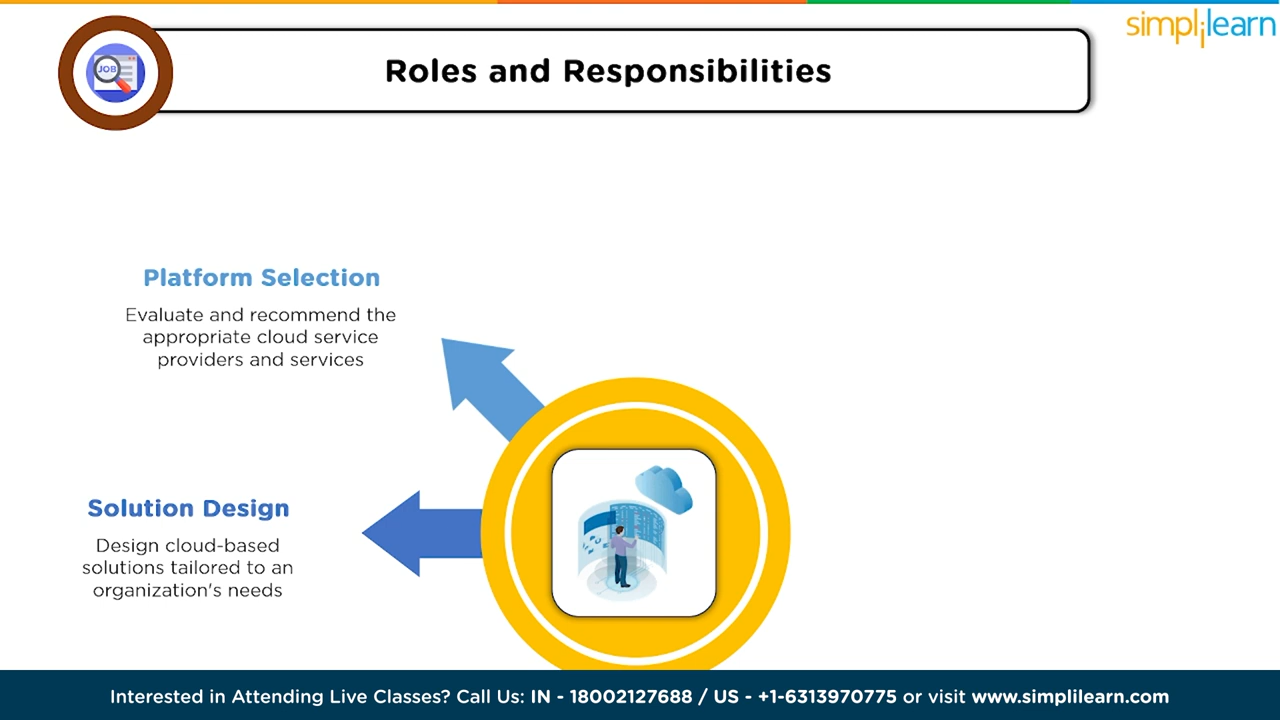 simplilearn
JOB
Roles and Responsibilities
Platform Selection
Evaluate and recommend the
appropriate cloud service
providers and services
Solution Design
Design cloud-based
solutions tailored to an
organization's needs
Interested in Attending Live Classes? Call Us: IN - 18002127688 / US - +1-6313970775 or visit www.simplilearn.com